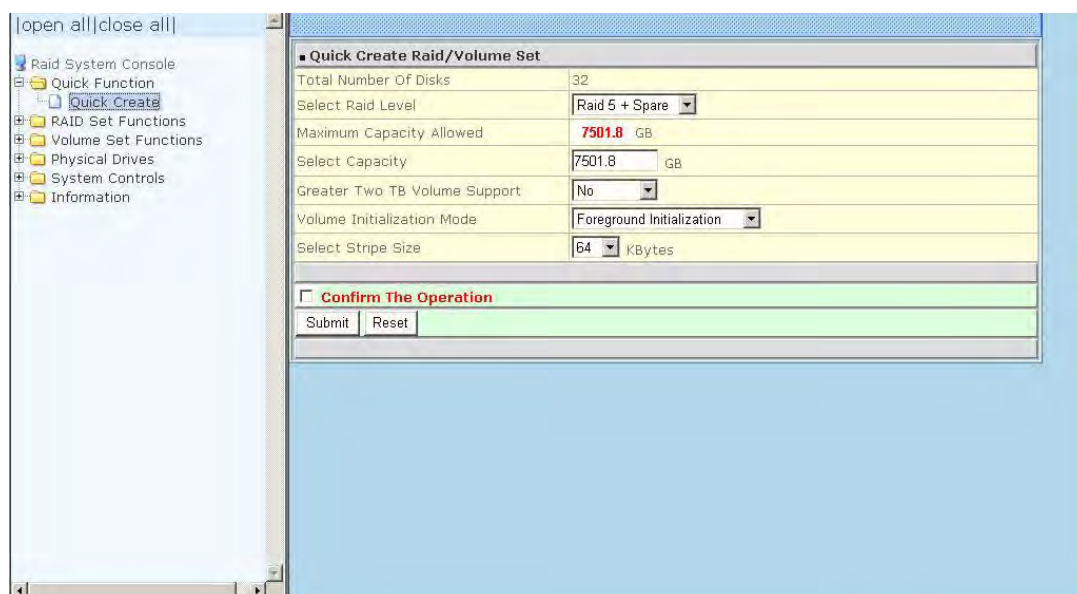 |open all|close all|
Raid System Console
Quick Function
Quick Create
RAID Set Functions
Volume Set Functions
Physical Drives
System Controls
Information
Quick Create Raid/Volume Set
Total Number Of Disks 32
Select Raid Level Raid 5 + Spare
Maximum Capacity Allowed 7501.8 GB
Select Capacity 7501.8 GB
Greater Two TB Volume Support No
Volume Initialization Mode Foreground Initialization
Select Stripe Size 64 KBytes
Confirm The Operation
Submit Reset